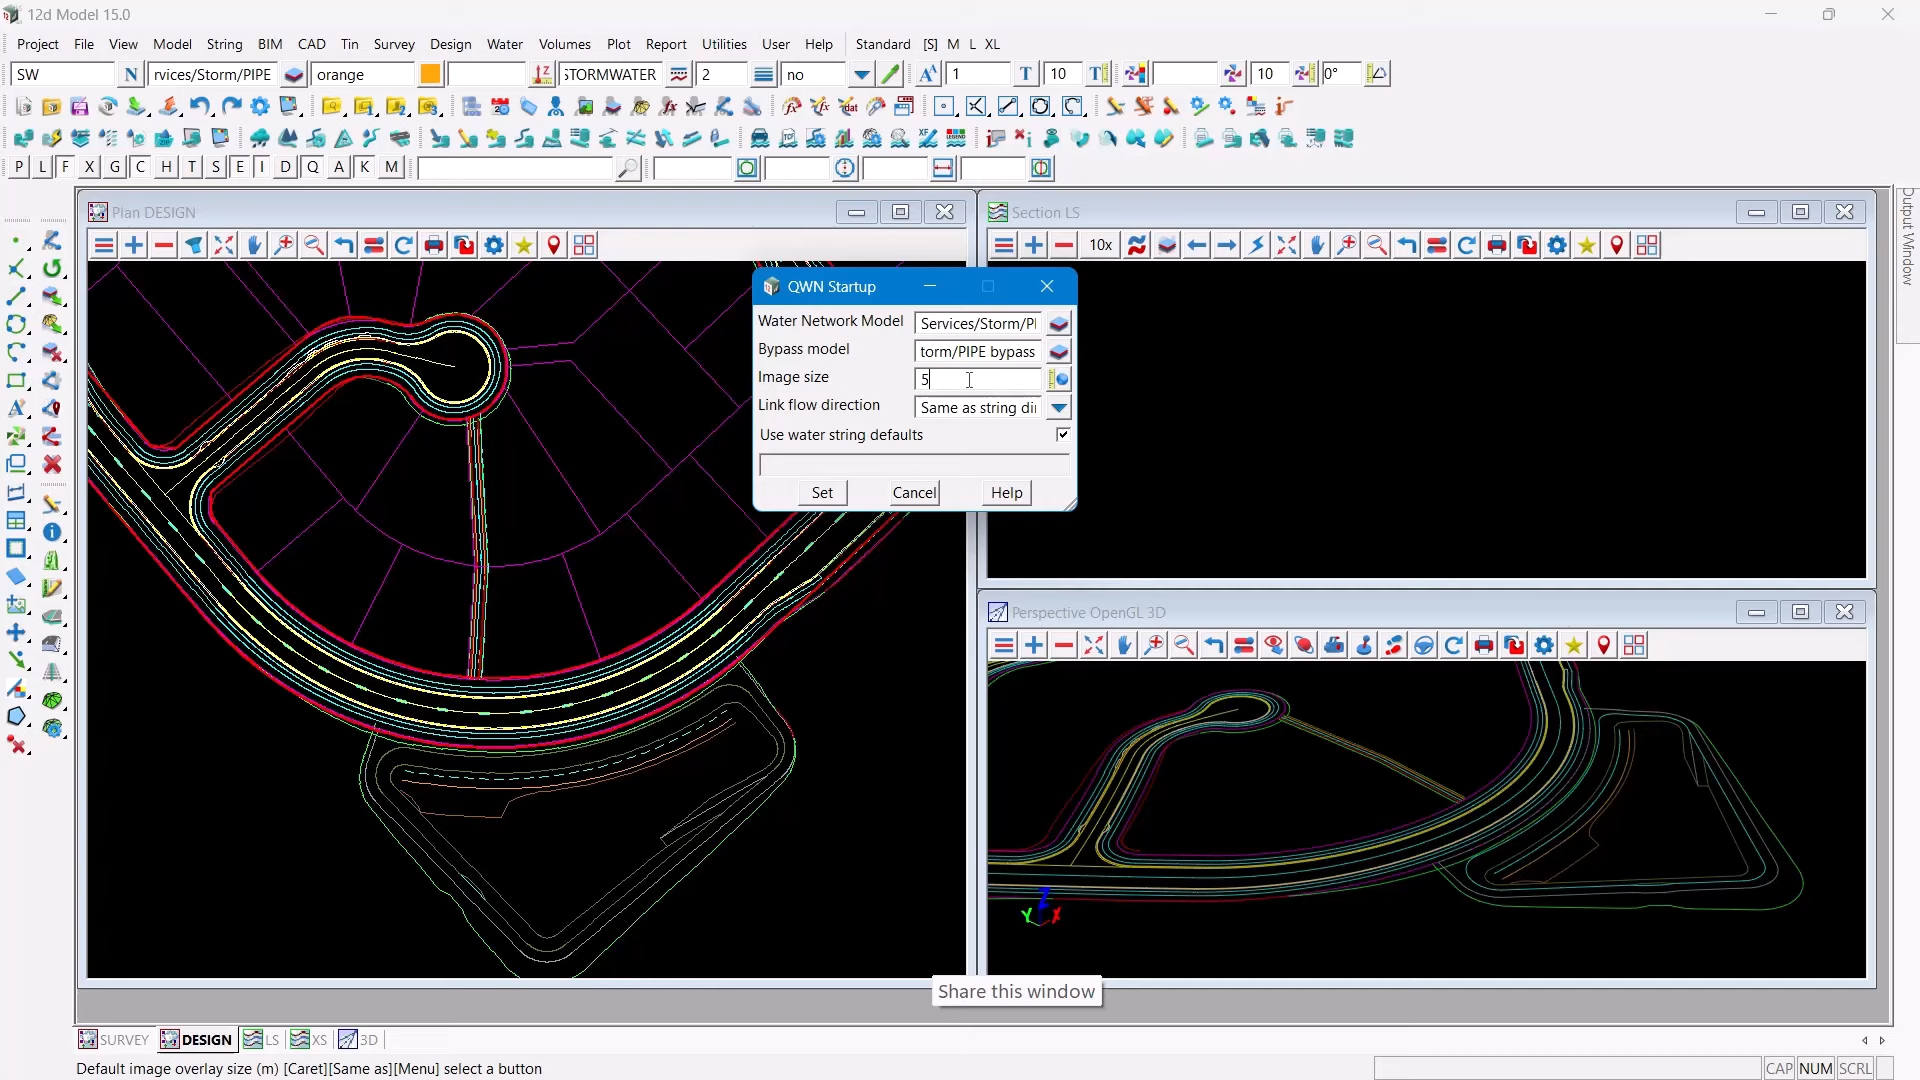 12d Model 15.0
Project File View Model String BIM CAD Tin Survey Design Water Volumes Plot Report Utilities User Help Standard [S] M L XL
SW N rvices/Storm/PIPE orange STORMWATER 2 no 1 T 10 T 10 0°
P L F X G C H T S E I D Q A K M
Output Window
Plan DESIGN
Section LS
10x
QWN Startup
Water Network Model Services/Storm/PI
Bypass model torm/PIPE bypass
Image size 5
Link flow direction Same as string dir
Use water string defaults
Set Cancel Help
Perspective OpenGL 3D
Z
Y X
Share this window
SURVEY DESIGN LS XS 3D
Default image overlay size (m) [Caret][Same as][Menu] select a button
CAP NUM SCRL